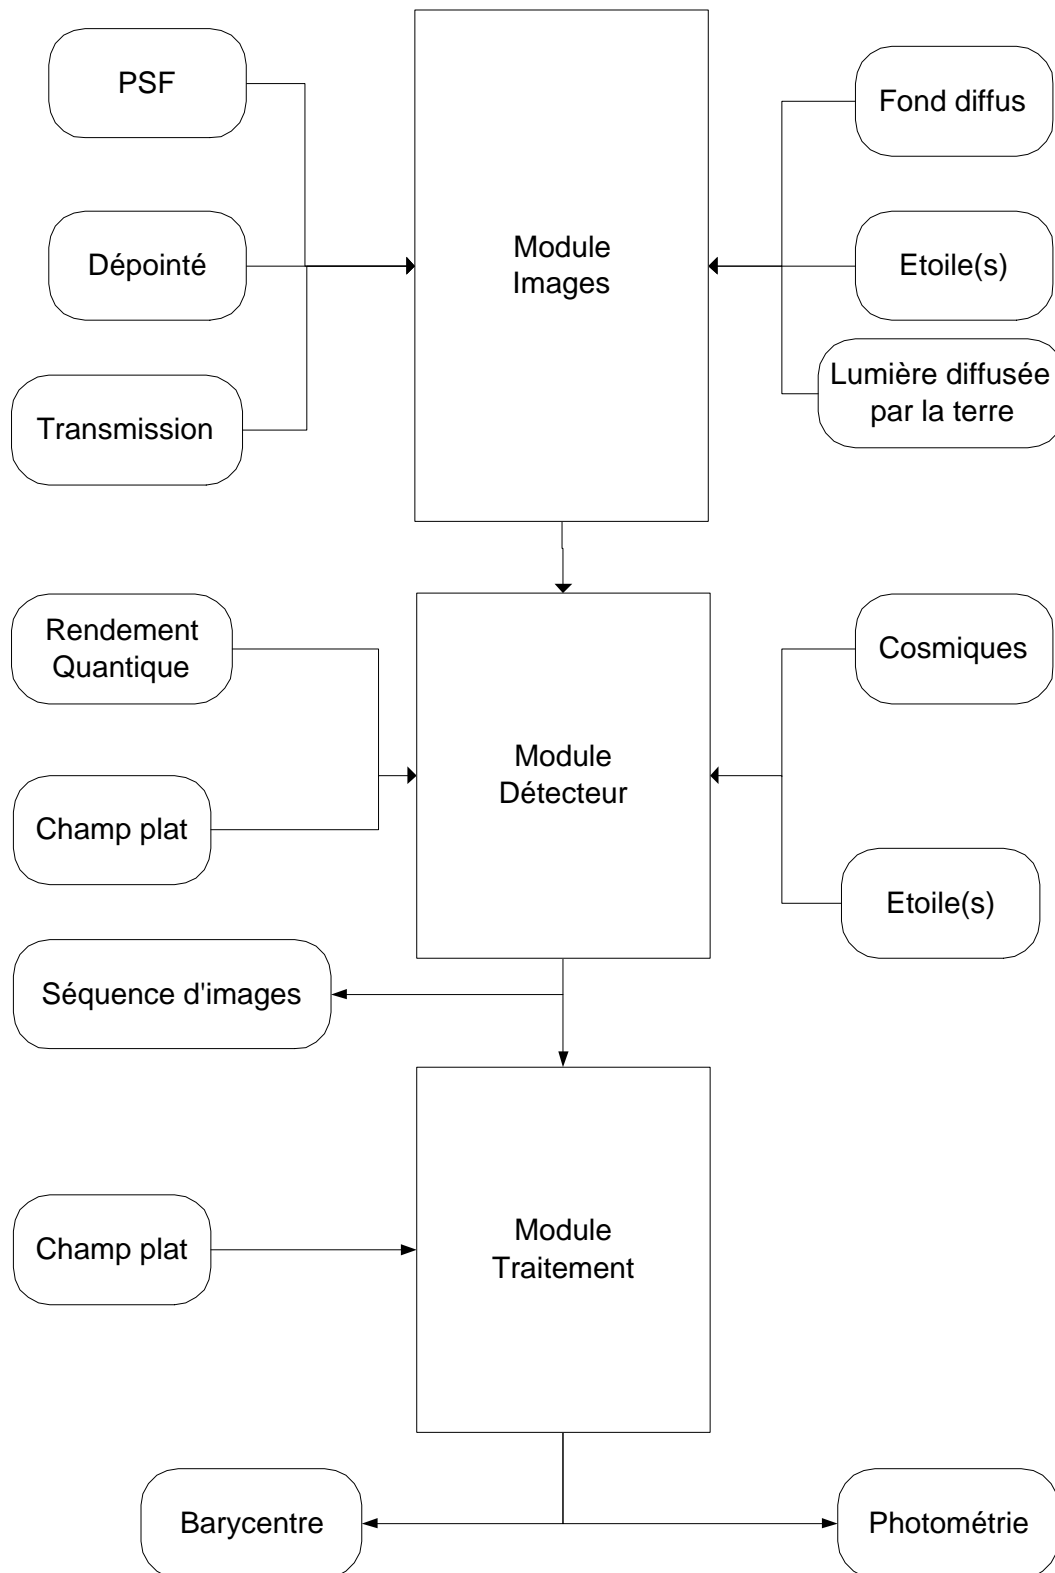 PSF
Fond diffus
Dépointé
Module
Images
Etoile(s)
Transmission
Lumière diffusée
par la terre
Rendement
Quantique
Cosmiques
Module
Détecteur
Champ plat
Etoile(s)
Séquence d'images
Champ plat
Module
Traitement
Barycentre
Photométrie